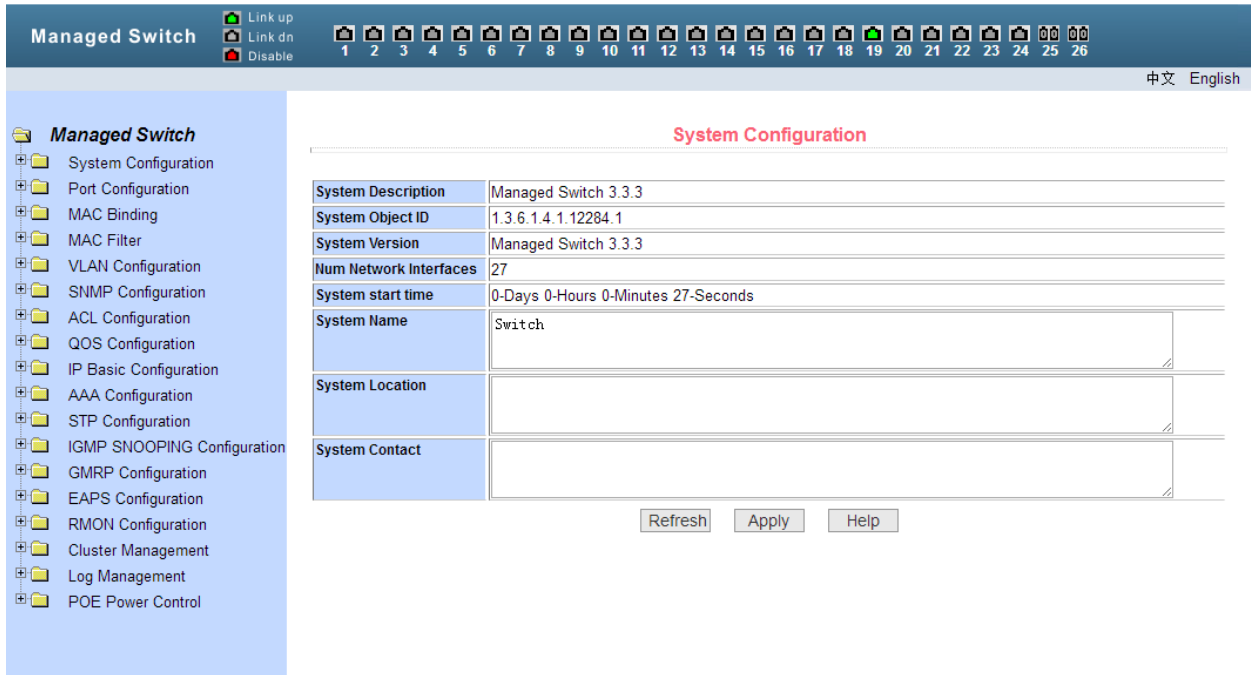 Managed Switch
Link up
Link dn
Disable
1 2 3 4 5 6 7 8 9 10 11 12 13 14 15 16 17 18 19 20 21 22 23 24 25 26
中文 English
Managed Switch
System Configuration
Port Configuration
MAC Binding
MAC Filter
VLAN Configuration
SNMP Configuration
ACL Configuration
QOS Configuration
IP Basic Configuration
AAA Configuration
STP Configuration
IGMP SNOOPING Configuration
GMRP Configuration
EAPS Configuration
RMON Configuration
Cluster Management
Log Management
POE Power Control
System Configuration
System Description Managed Switch 3.3.3
System Object ID 1.3.6.1.4.1.12284.1
System Version Managed Switch 3.3.3
Num Network Interfaces 27
System start time 0-Days 0-Hours 0-Minutes 27-Seconds
System Name Switch
System Location
System Contact
Refresh Apply Help